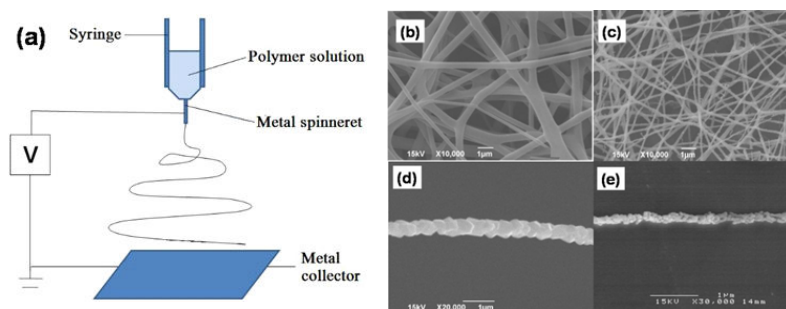 (a)
Syringe
Polymer solution
Metal spinneret
V
Metal
collector
(b)
15kV X10,000 1µm
(c)
15kV X10,000 1µm
(d)
X20,000 1µm
(e)
1µm
15KV X30,000 14mm